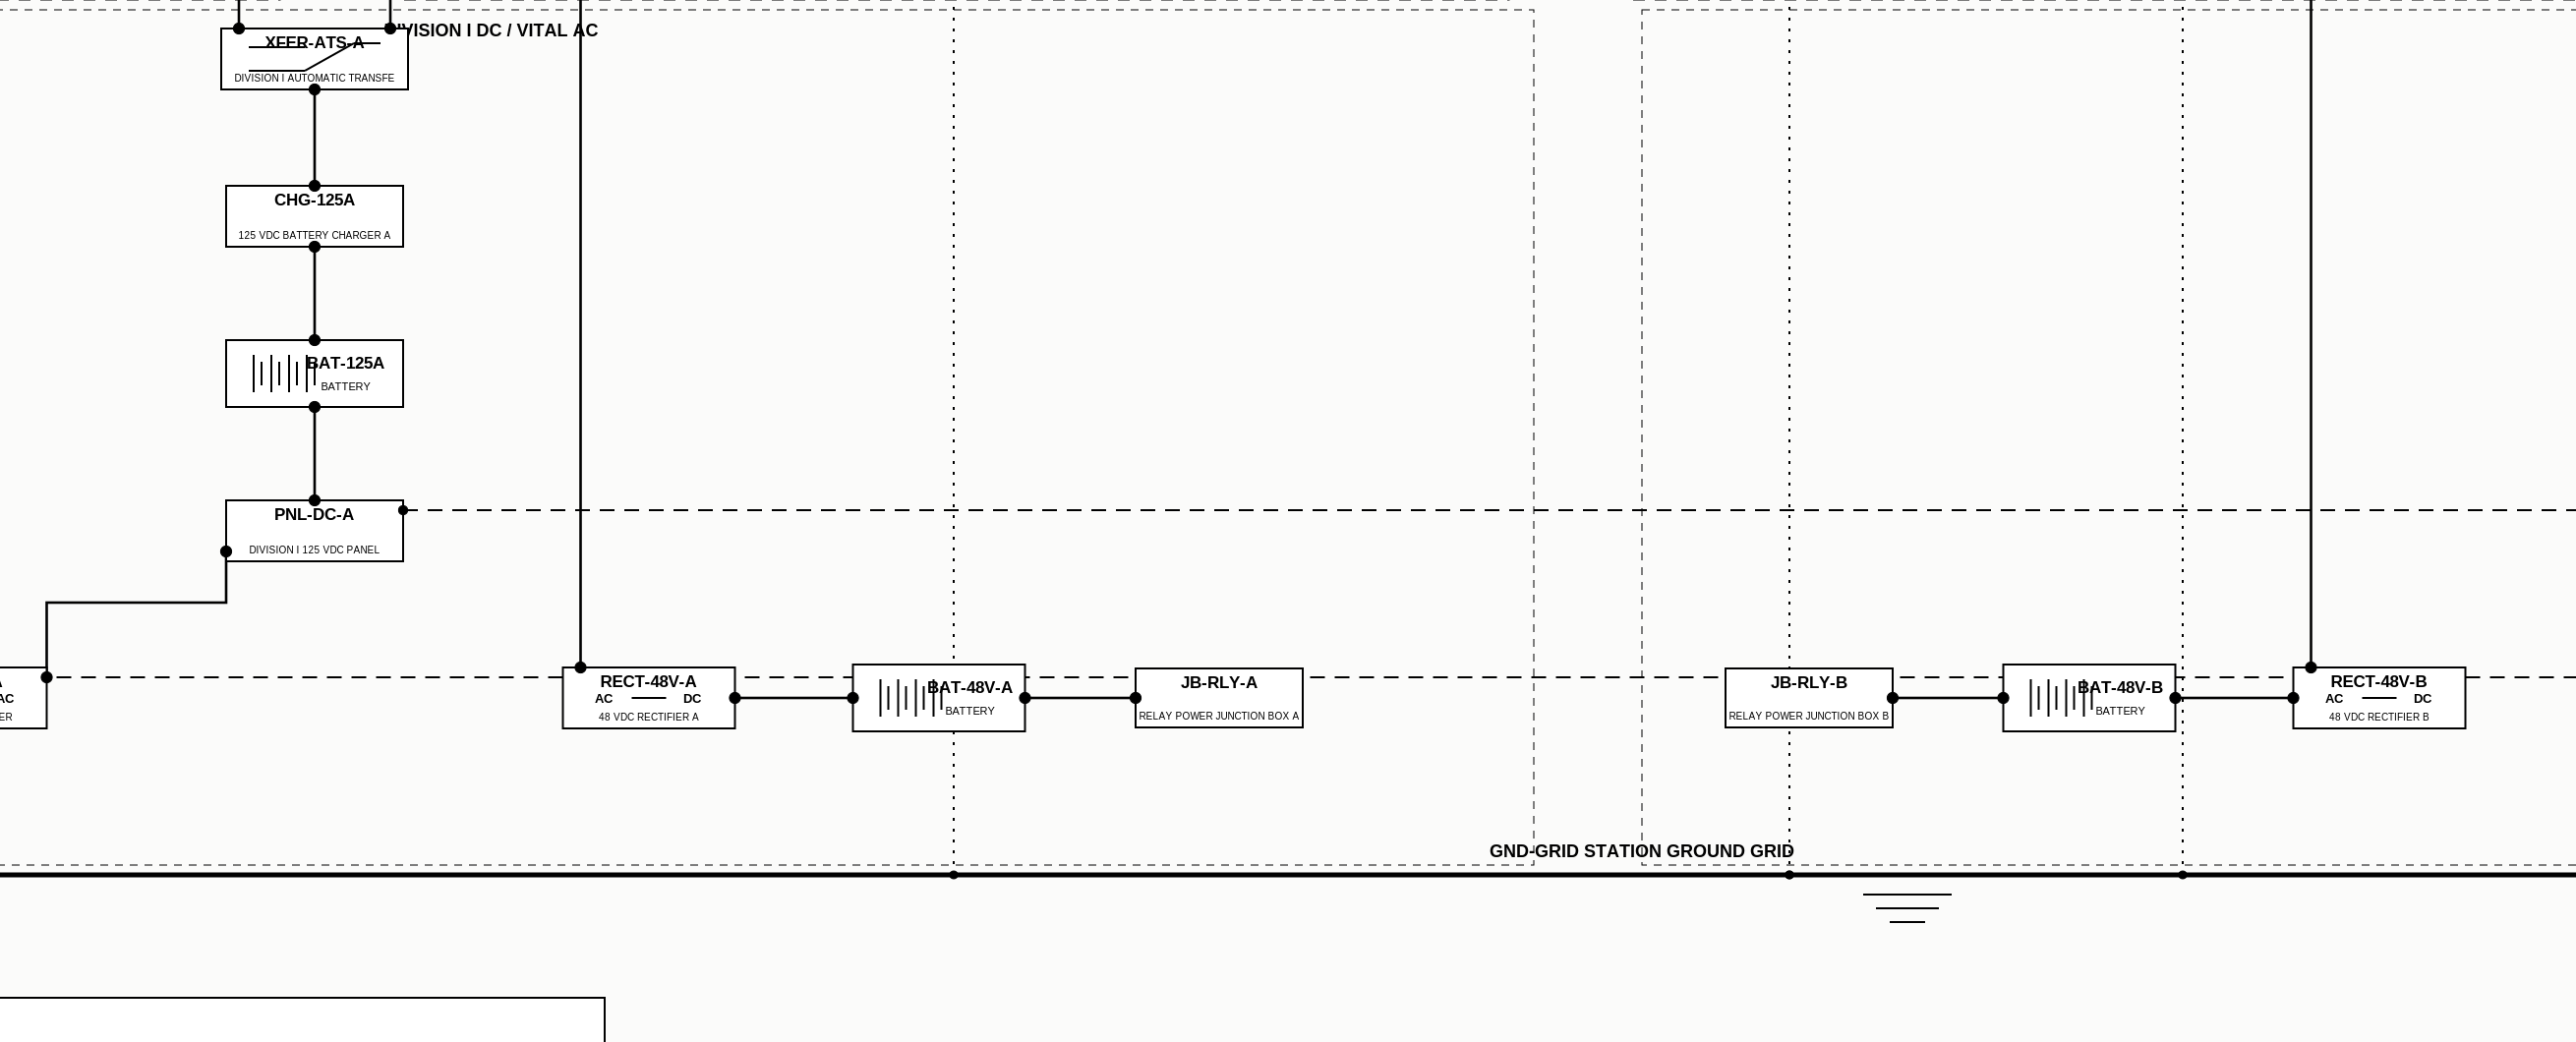 VISION I DC / VITAL AC
XFER-ATS-A
DIVISION I AUTOMATIC TRANSFE
CHG-125A
125 VDC BATTERY CHARGER A
BAT-125A
BATTERY
PNL-DC-A
DIVISION I 125 VDC PANEL
AC
ER
RECT-48V-A
AC DC
48 VDC RECTIFIER A
BAT-48V-A
BATTERY
JB-RLY-A
RELAY POWER JUNCTION BOX A
JB-RLY-B
RELAY POWER JUNCTION BOX B
BAT-48V-B
BATTERY
RECT-48V-B
AC DC
48 VDC RECTIFIER B
GND-GRID STATION GROUND GRID